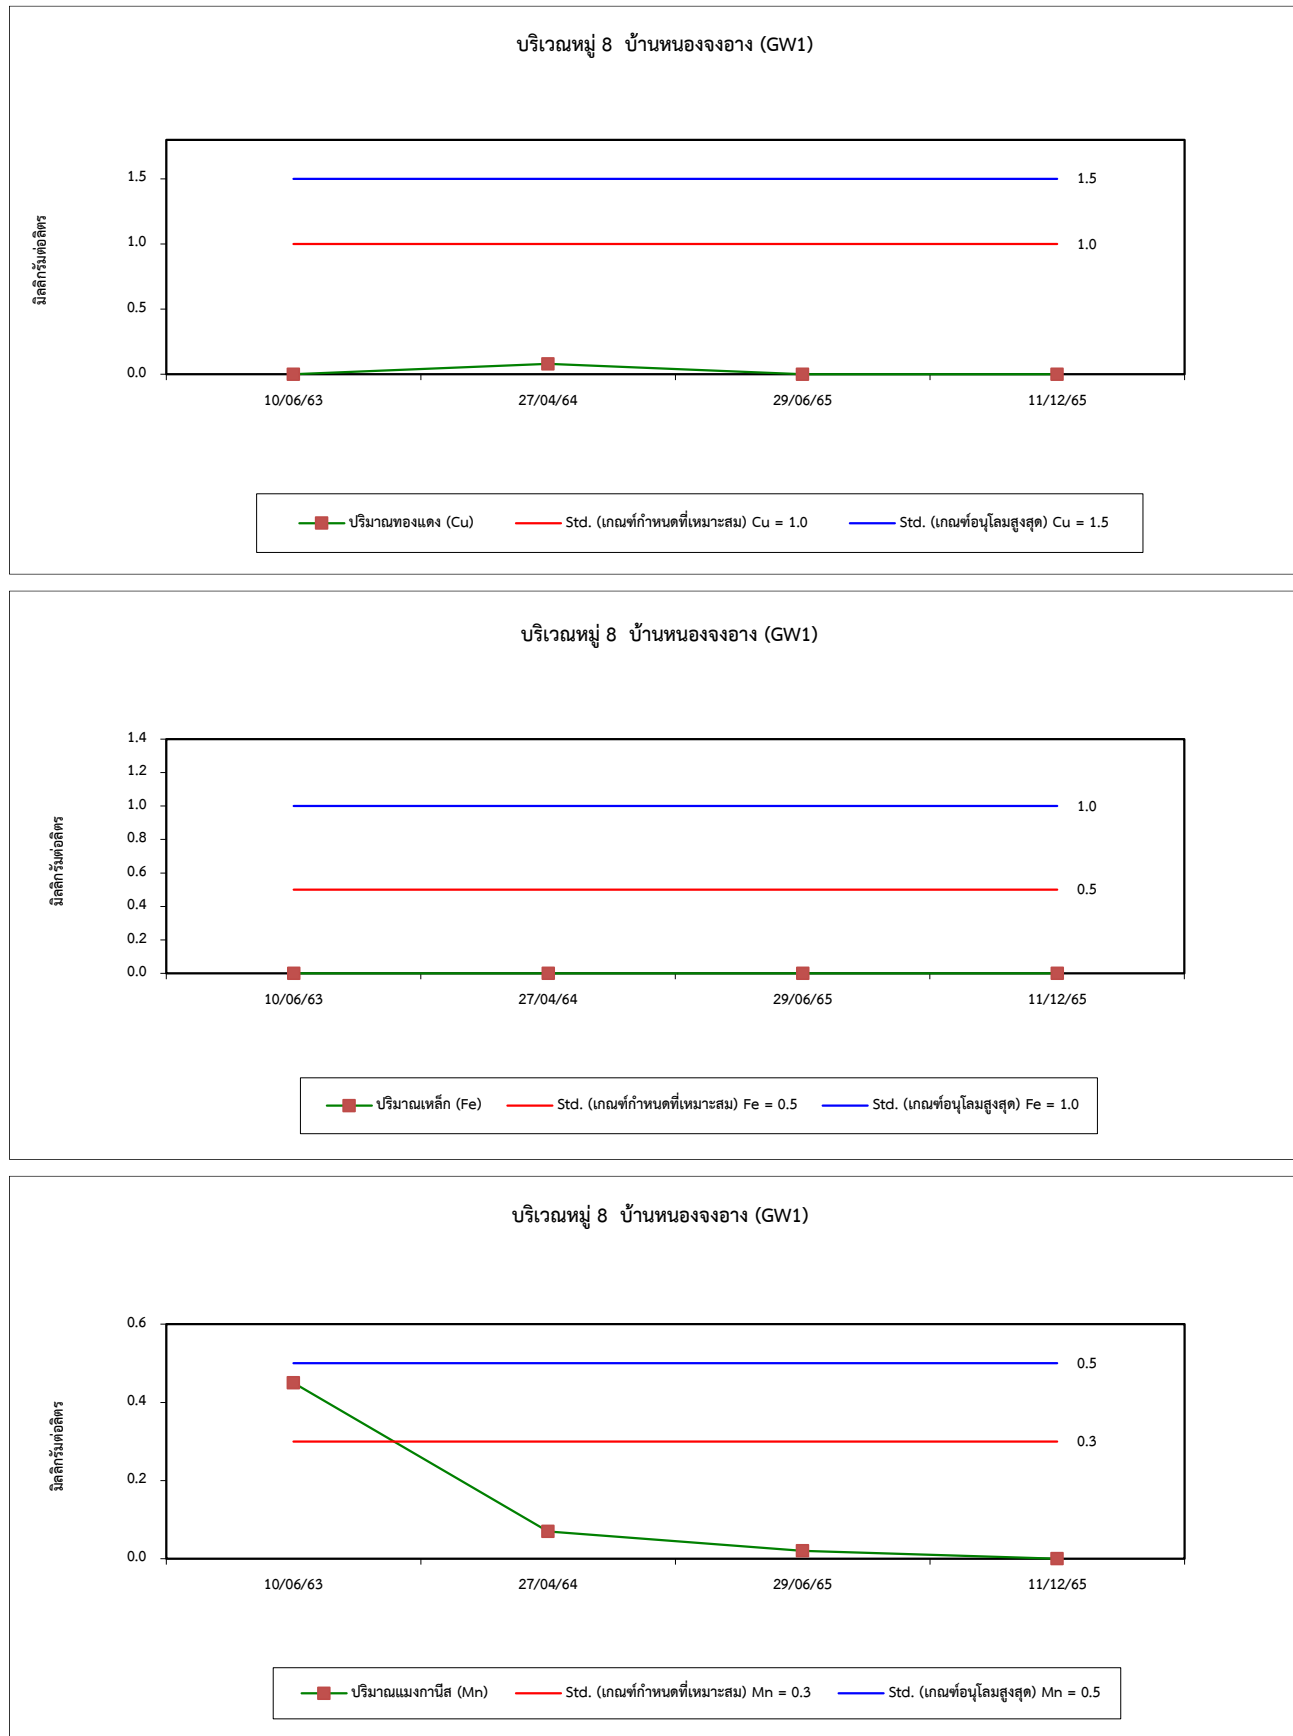 บริเวณหมู่ 8  บ้านหนองจงอาง (GW1)
มิลลิกรัมต่อลิตร
1.5
1.0
0.5
0.0
1.5
1.0
10/06/63 27/04/64 29/06/65 11/12/65
ปริมาณทองแดง (Cu) Std. (เกณฑ์กำหนดที่เหมาะสม) Cu = 1.0 Std. (เกณฑ์อนุโลมสูงสุด) Cu = 1.5
บริเวณหมู่ 8  บ้านหนองจงอาง (GW1)
มิลลิกรัมต่อลิตร
1.4
1.2
1.0
0.8
0.6
0.4
0.2
0.0
1.0
0.5
10/06/63 27/04/64 29/06/65 11/12/65
ปริมาณเหล็ก (Fe) Std. (เกณฑ์กำหนดที่เหมาะสม) Fe = 0.5 Std. (เกณฑ์อนุโลมสูงสุด) Fe = 1.0
บริเวณหมู่ 8  บ้านหนองจงอาง (GW1)
มิลลิกรัมต่อลิตร
0.6
0.4
0.2
0.0
0.5
0.3
10/06/63 27/04/64 29/06/65 11/12/65
ปริมาณแมงกานีส (Mn) Std. (เกณฑ์กำหนดที่เหมาะสม) Mn = 0.3 Std. (เกณฑ์อนุโลมสูงสุด) Mn = 0.5